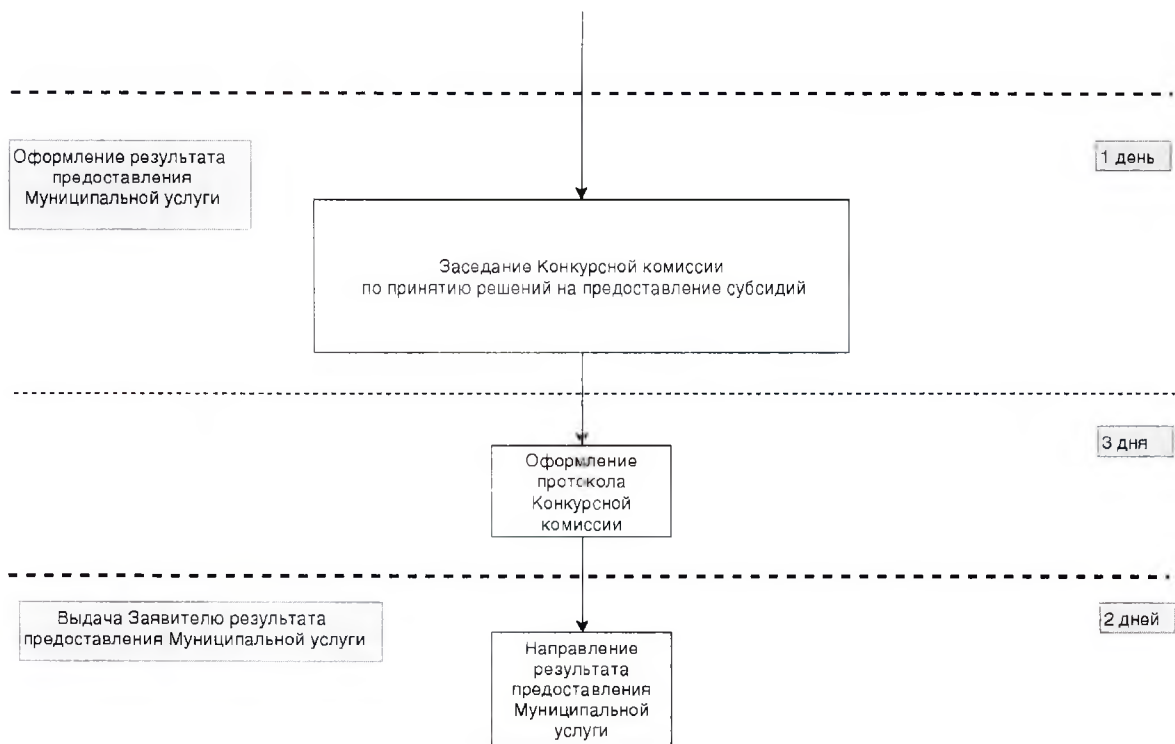 Оформление результата
предоставления
Муниципальной услуги
1 день
Заседание Конкурсной комиссии
по принятию решений на предоставление субсидий
3 дня
Оформление
протокола
Конкурсной
комиссии
Выдача Заявителю результата
предоставления Муниципальной услуги
2 дней
Направление
результата
предоставления
Муниципальной
услуги